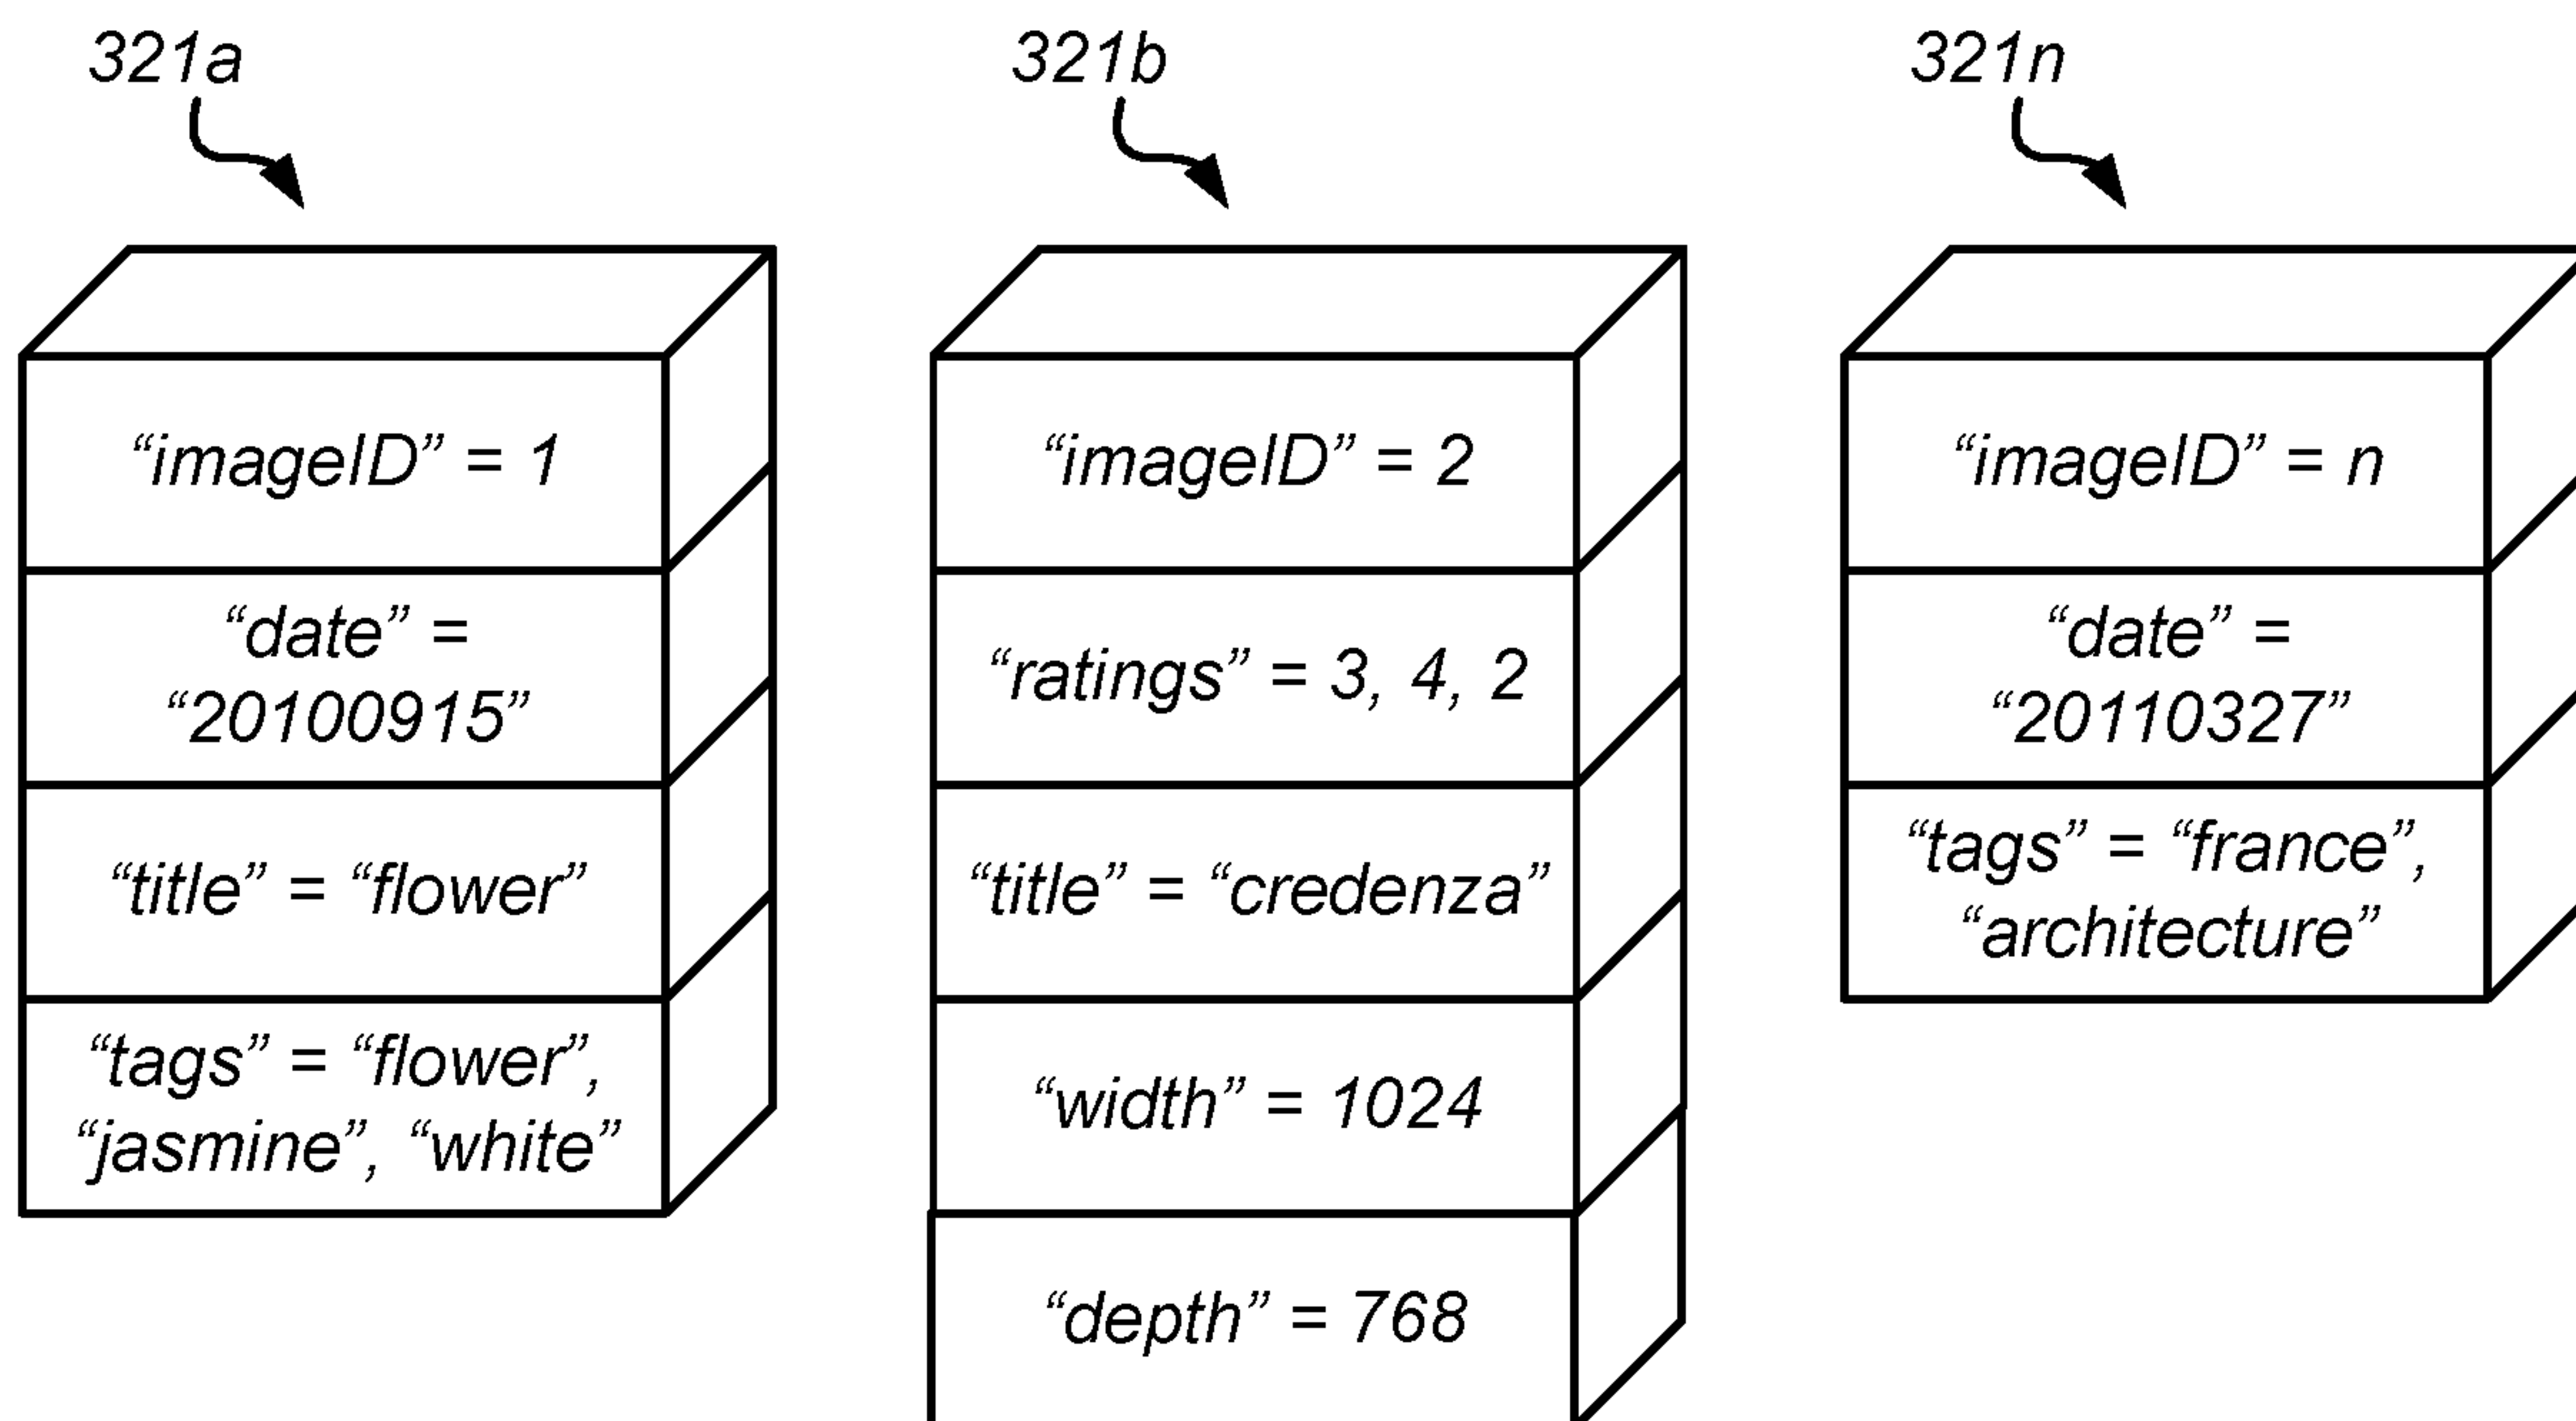 321a
“imageID” = 1
“date” =
“20100915”
“title” = “flower”
“tags” = “flower”,
“jasmine”, “white”
321b
“imageID” = 2
“ratings” = 3, 4, 2
“title” = “credenza”
“width” = 1024
“depth” = 768
321n
“imageID” = n
“date” =
“20110327”
“tags” = “france”,
“architecture”